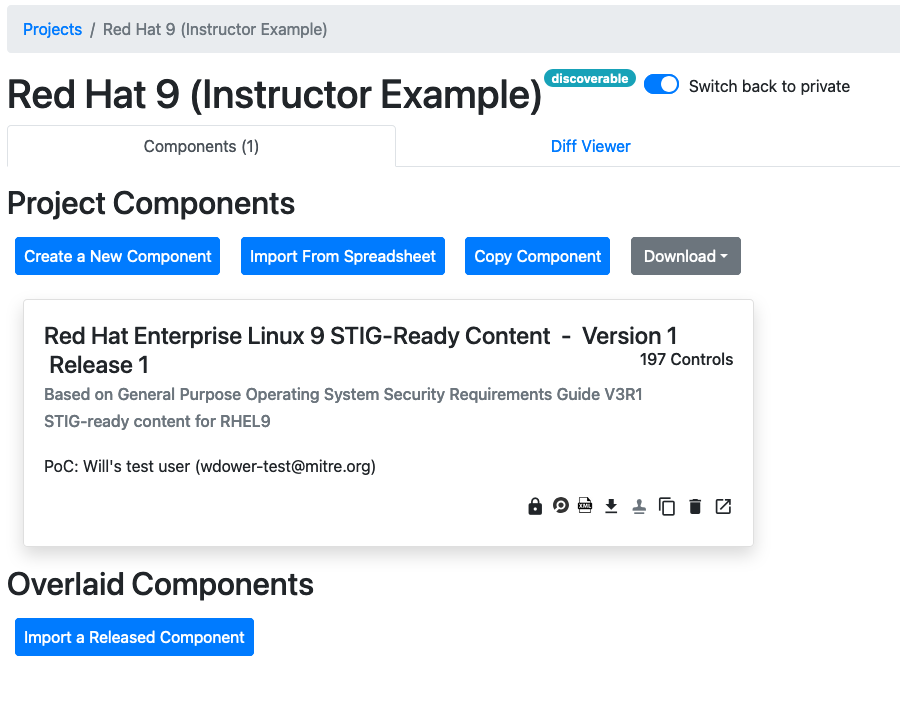 Projects / Red Hat 9 (Instructor Example)
Red Hat 9 (Instructor Example) discoverable Switch back to private
Components (1) Diff Viewer
Project Components
Create a New Component Import From Spreadsheet Copy Component Download
Red Hat Enterprise Linux 9 STIG-Ready Content - Version 1
Release 1
197 Controls
Based on General Purpose Operating System Security Requirements Guide V3R1
STIG-ready content for RHEL9
PoC: Will's test user (wdower-test@mitre.org)
XML
Overlaid Components
Import a Released Component